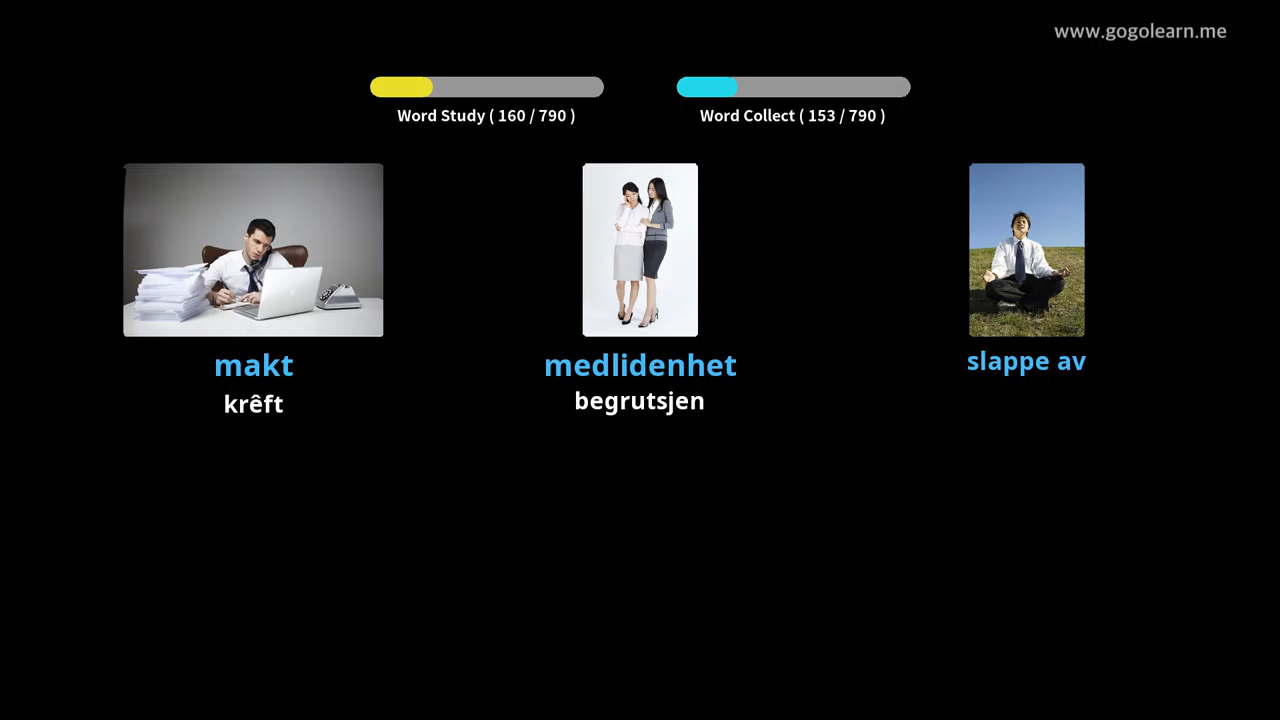 www.gogolearn.me
Word Study ( 160 / 790 )
Word Collect ( 153 / 790 )
makt
krêft
medlidenhet
begrutsjen
slappe av